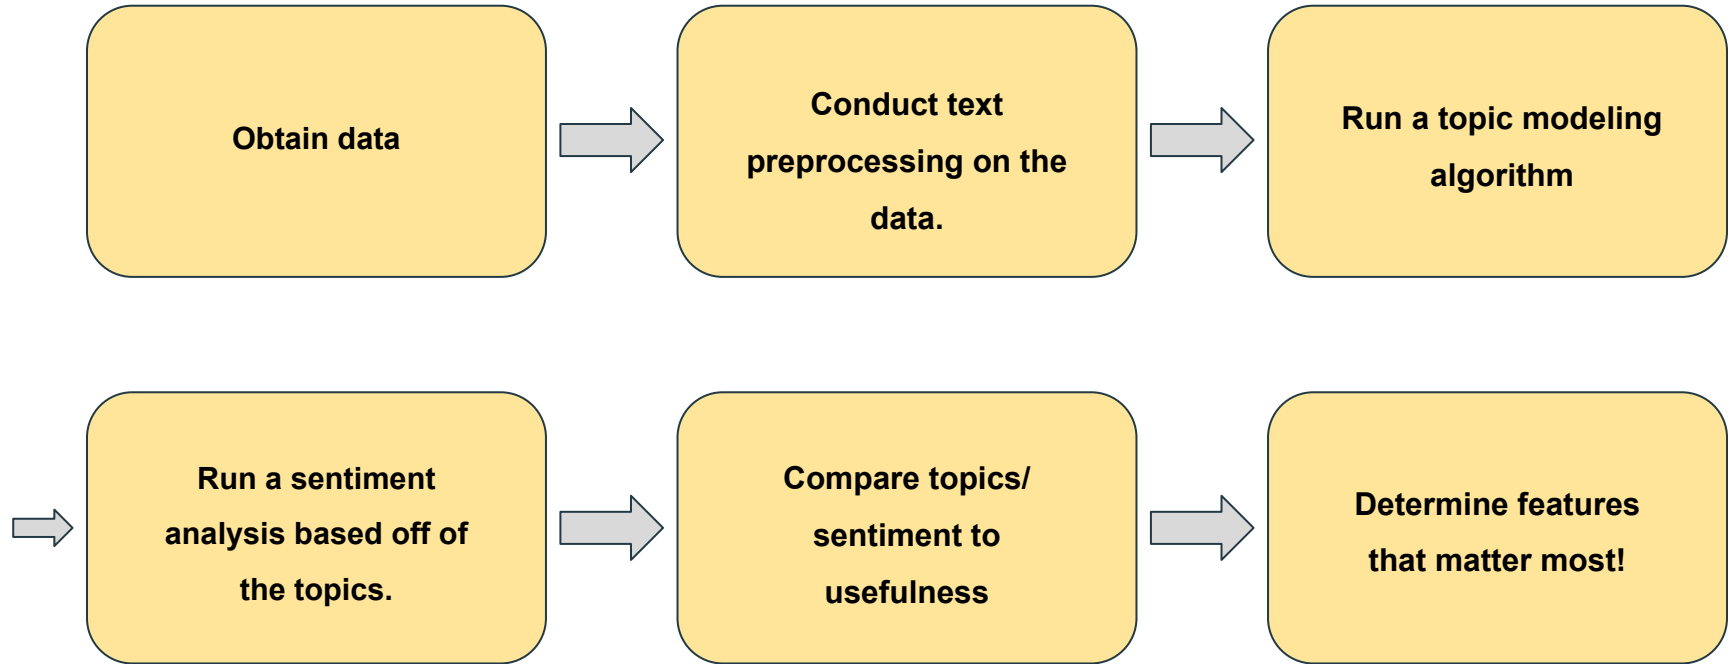 Obtain data
Conduct text
preprocessing on the
data.
Run a topic modeling
algorithm
Run a sentiment
analysis based off of
the topics.
Compare topics/
sentiment to
usefulness
Determine features
that matter most!